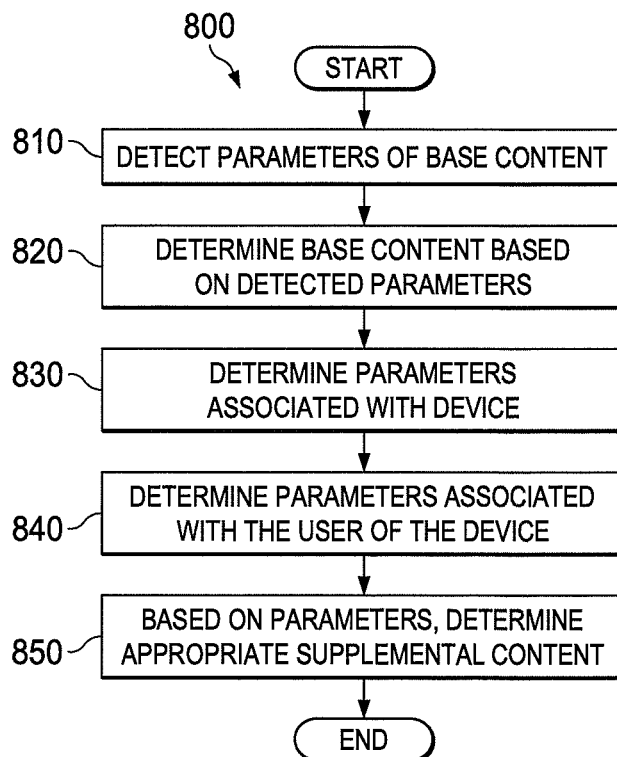 800
START
810
DETECT PARAMETERS OF BASE CONTENT
820
DETERMINE BASE CONTENT BASED
ON DETECTED PARAMETERS
830
DETERMINE PARAMETERS
ASSOCIATED WITH DEVICE
840
DETERMINE PARAMETERS ASSOCIATED
WITH THE USER OF THE DEVICE
850
BASED ON PARAMETERS, DETERMINE
APPROPRIATE SUPPLEMENTAL CONTENT
END